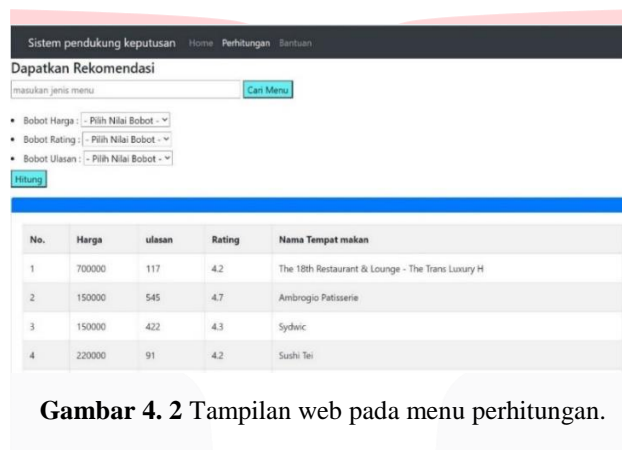 Sistem pendukung keputusan Home Perhitungan Bantuan
Dapatkan Rekomendasi
masukan jenis menu Cari Menu
• Bobot Harga : - Pilih Nilai Bobot -
• Bobot Rating : - Pilih Nilai Bobot -
• Bobot Ulasan : - Pilih Nilai Bobot -
Hitung
No. Harga ulasan Rating Nama Tempat makan
1 700000 117 4.2 The 18th Restaurant & Lounge - The Trans Luxury H
2 150000 545 4.7 Ambrogio Patisserie
3 150000 422 4.3 Sydwic
4 220000 91 4.2 Sushi Tei
Gambar 4. 2 Tampilan web pada menu perhitungan.